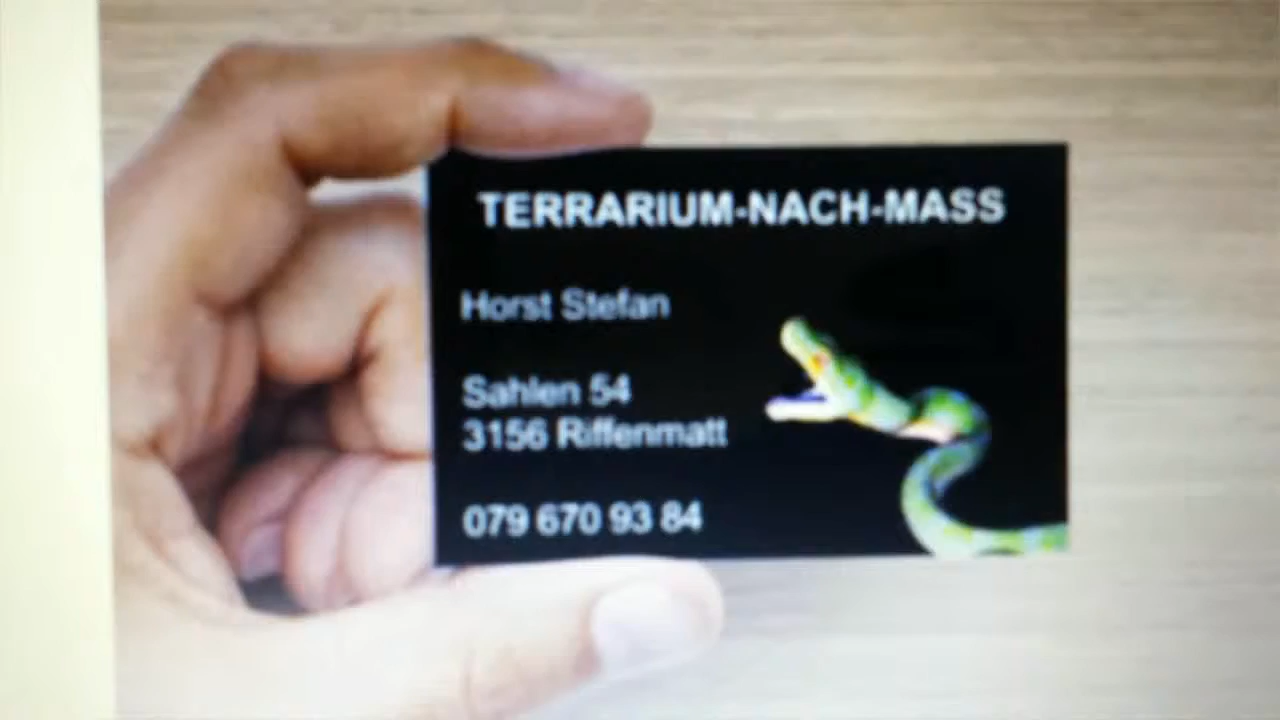 TERRARIUM-NACH-MASS
Horst Stefan
Sahlen 54
3156 Riffenmatt
079 670 93 84